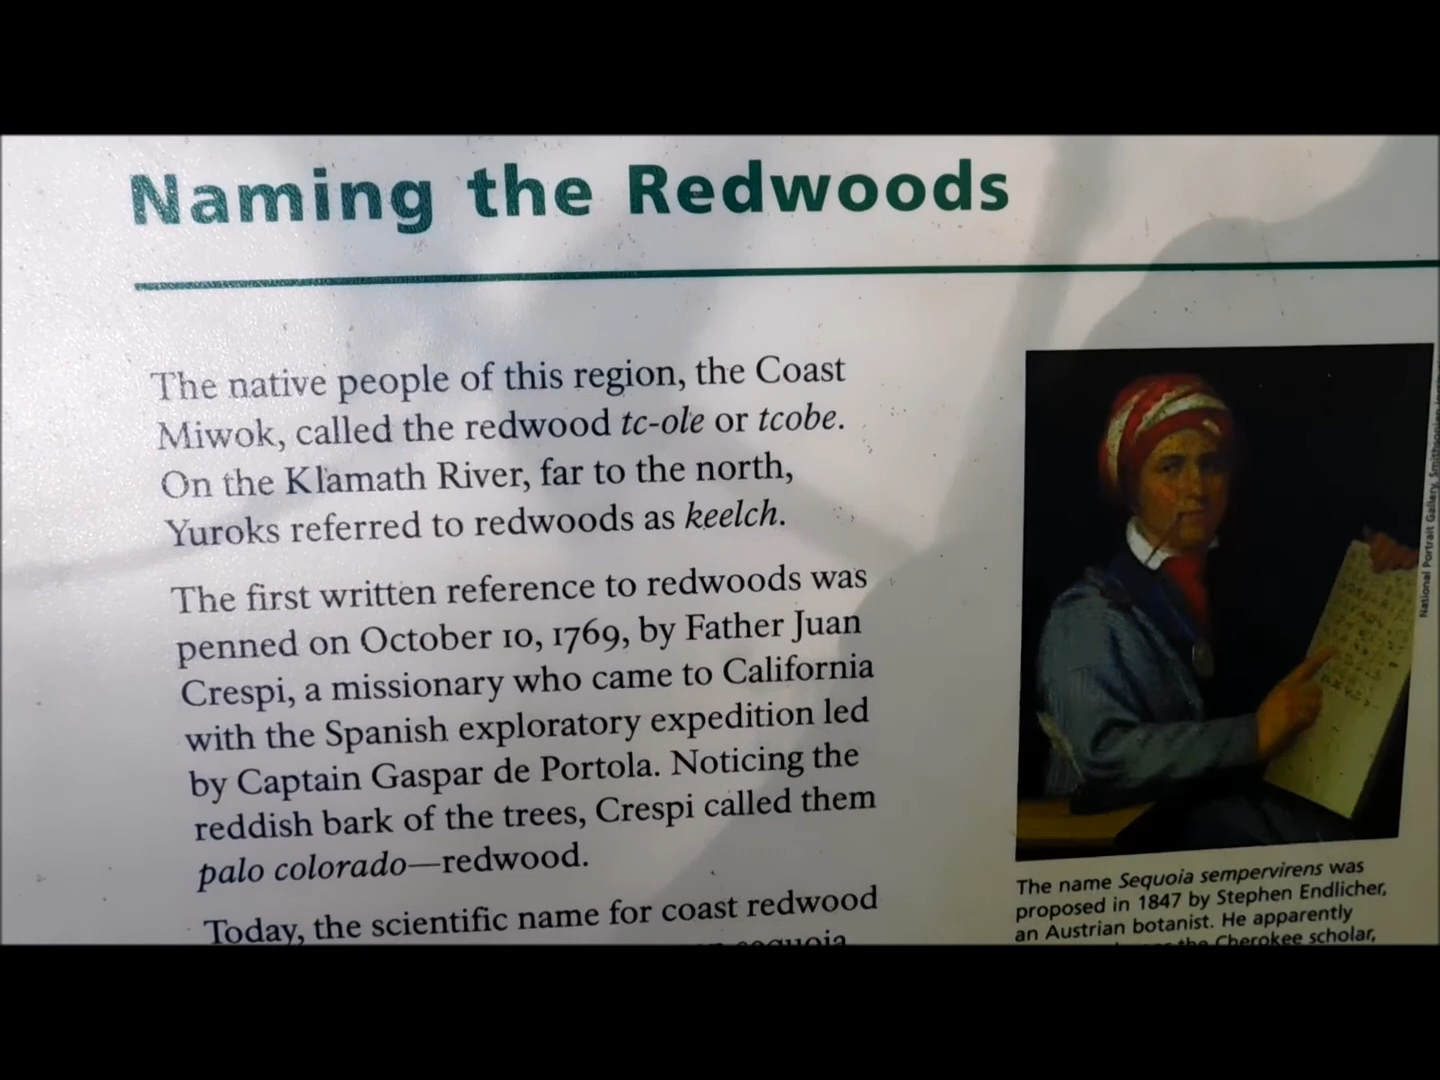 Naming the Redwoods
The native people of this region, the Coast
Miwok, called the redwood tc-ole or tcobe.
On the Klamath River, far to the north,
Yuroks referred to redwoods as keelch.
The first written reference to redwoods was
penned on October 10, 1769, by Father Juan
Crespi, a missionary who came to California
with the Spanish exploratory expedition led
by Captain Gaspar de Portola. Noticing the
reddish bark of the trees, Crespi called them
palo colorado—redwood.
Today, the scientific name for coast redwood
sequoia
The name Sequoia sempervirens was
proposed in 1847 by Stephen Endlicher,
an Austrian botanist. He apparently
the Cherokee scholar,
National Portrait Gallery, Smithsonian